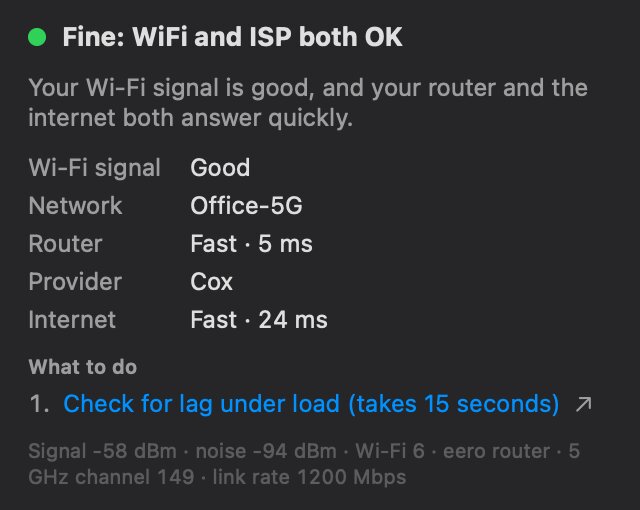 Fine: WiFi and ISP both OK
Your Wi-Fi signal is good, and your router and the
internet both answer quickly.
Wi-Fi signal Good
Network Office-5G
Router Fast · 5 ms
Provider Cox
Internet Fast · 24 ms
What to do
1. Check for lag under load (takes 15 seconds) ↗
Signal -58 dBm · noise -94 dBm · Wi-Fi 6 · eero router · 5
GHz channel 149 · link rate 1200 Mbps